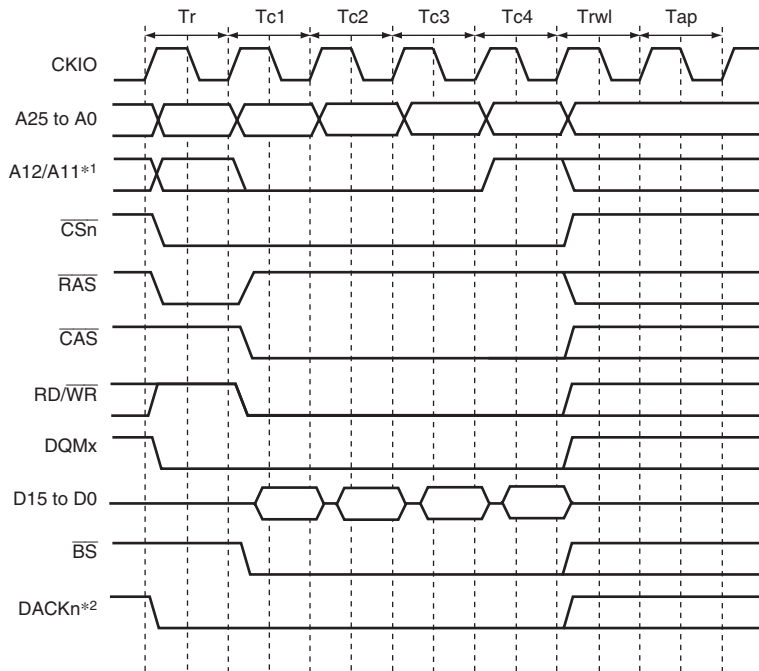 Tr Tc1 Tc2 Tc3 Tc4 Trwl Tap
CKIO
A25 to A0
A12/A11*1
CSn
RAS
CAS
RD/WR
DQMx
D15 to D0
BS
DACKn*2